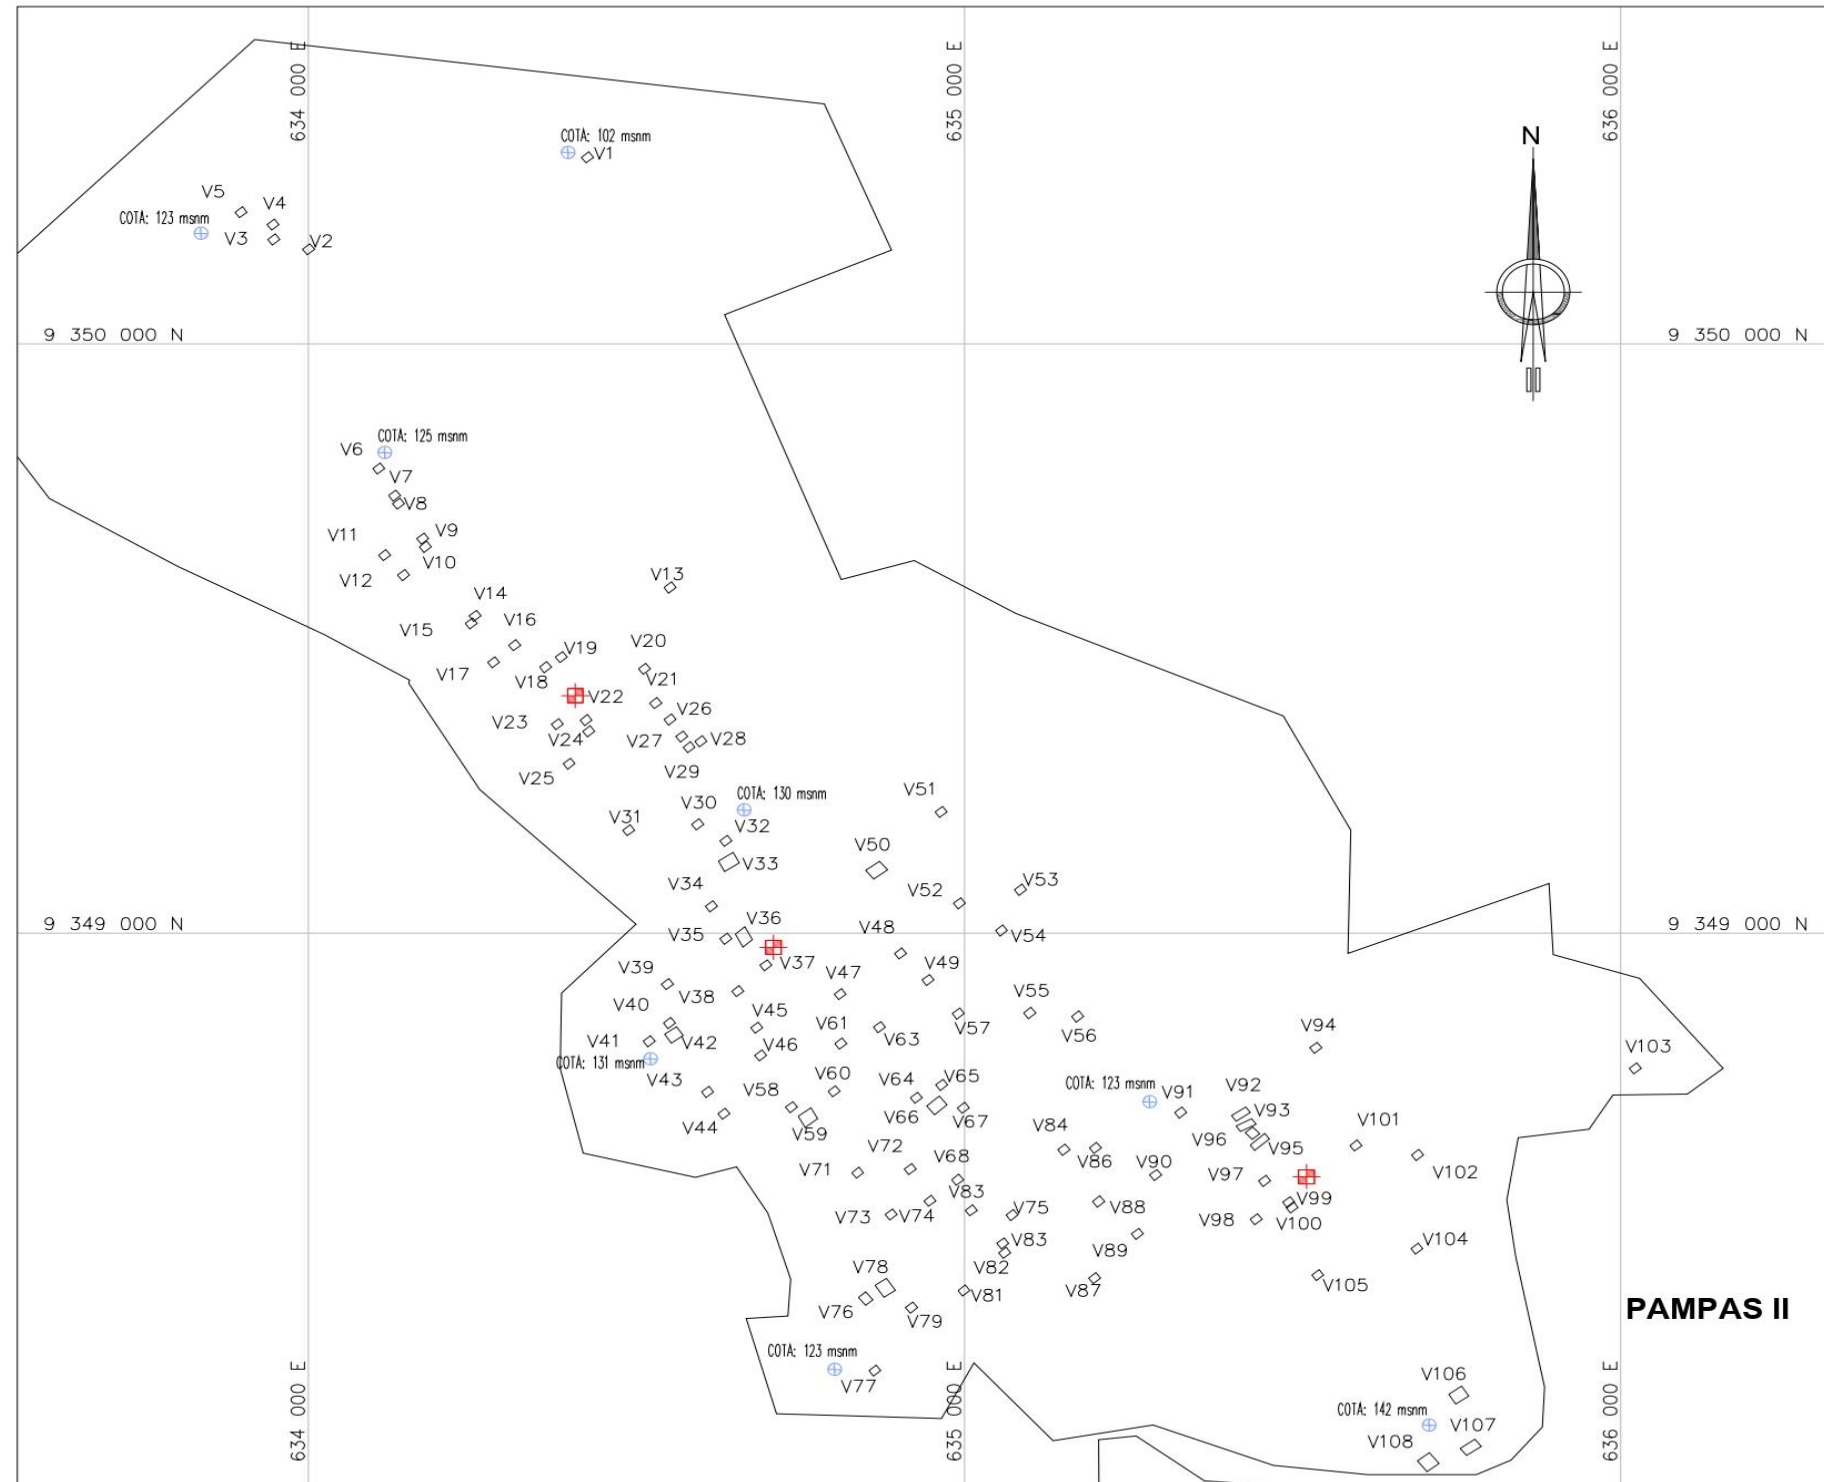 634 000 E
635 000 E
636 000 E
N
COTA: 102 msnm
V1
V5
V4
COTA: 123 msnm
V3
V2
9 350 000 N
9 350 000 N
COTA: 125 msnm
V6
V7
V8
V9
V11
V10
V12
V13
V14
V15
V16
V19
V20
V17
V18
V21
V22
V26
V23
V24
V27
V28
V25
V29
COTA: 130 msnm
V51
V30
V31
V32
V50
V33
V34
V52
V53
9 349 000 N
V36
V48
9 349 000 N
V35
V54
V37
V39
V47
V49
V38
V40
V45
V61
V55
V57
V56
V94
V41
V42
V46
V63
V103
COTA: 131 msnm
V43
V58
V60
V64
V65
COTA: 123 msnm
V91
V92
V93
V44
V59
V66
V67
V84
V96
V101
V72
V95
V71
V68
V86
V90
V97
V102
V83
V73
V74
V75
V88
V98
V99
V100
V83
V89
V104
V78
V82
V87
V81
V105
V76
V79
PAMPAS II
COTA: 123 msnm
V77
V106
COTA: 142 msnm
V107
V108
634 000 E
635 000 E
636 000 E